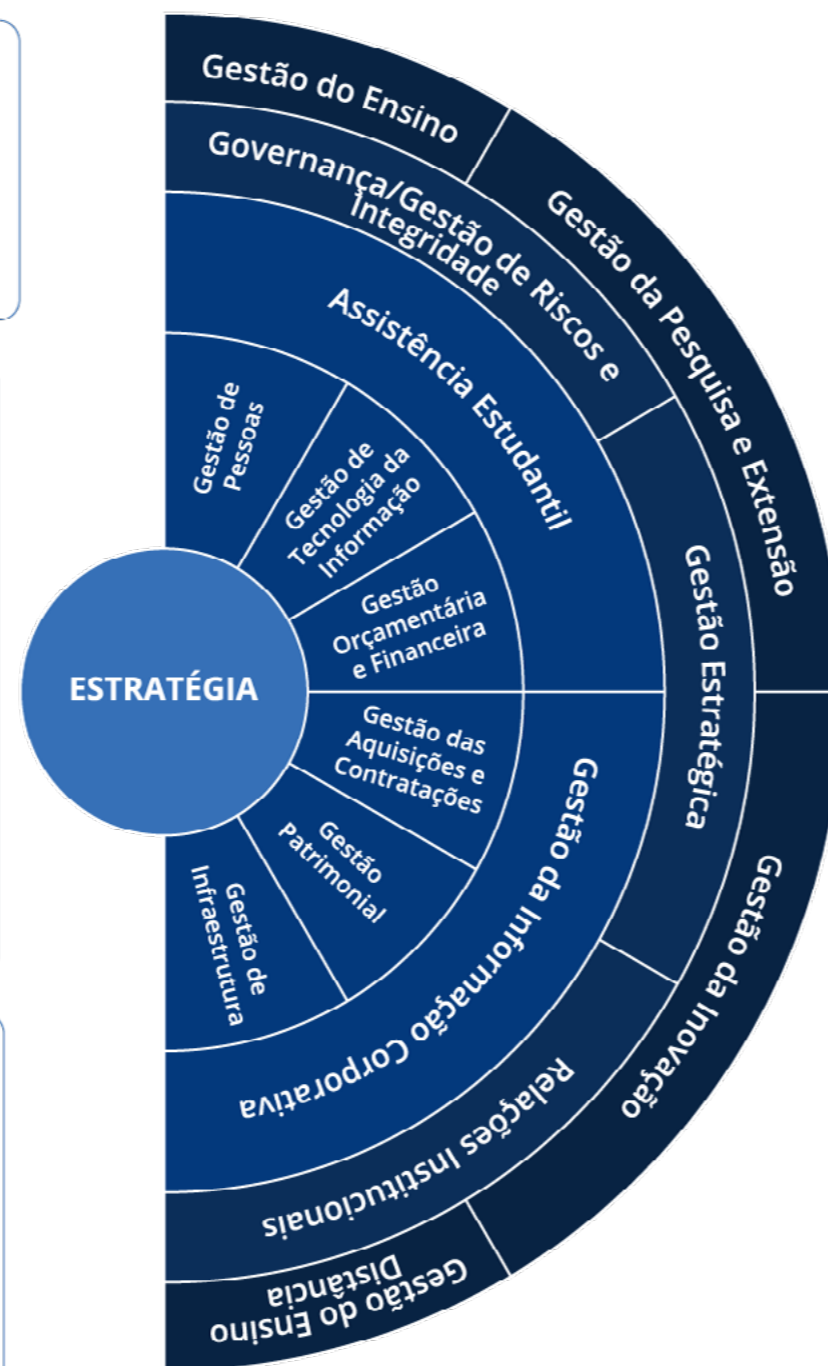 Gestão do Ensino
Gestão da Pesquisa e Extensão
Gestão da Inovação
Gestão do Ensino
Distância
Governança/Gestão de Riscos e
Integridade
Gestão Estratégica
Relações Institucionais
Assistência Estudantil
Gestão da Informação Corporativa
Gestão de
Pessoas
Gestão de
Tecnologia da
Informação
Gestão
Orçamentária
e Financeira
Gestão das
Aquisições e
Contratações
Gestão
Patrimonial
Gestão de
Infraestrutura
ESTRATÉGIA